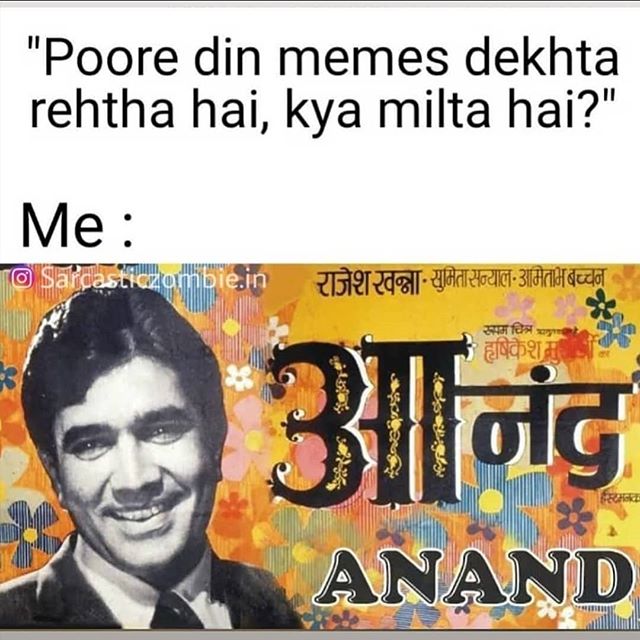 "Poore din memes dekhta
rehtha hai, kya milta hai?"
Me :
Sarcasticzombie.in
राजेश खन्ना - सुमिता सन्याल - अमिताभ बच्चन
रूपम चित्र
हृषिकेश मुखर्जी
आनंद
ANAND